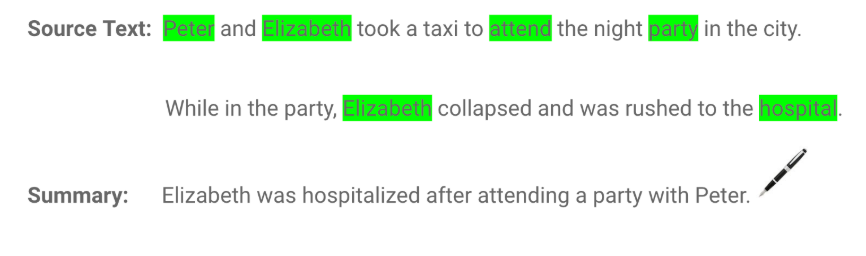 Source Text: Peter and Elizabeth took a taxi to attend the night party in the city.
While in the party, Elizabeth collapsed and was rushed to the hospital.
Summary: Elizabeth was hospitalized after attending a party with Peter.